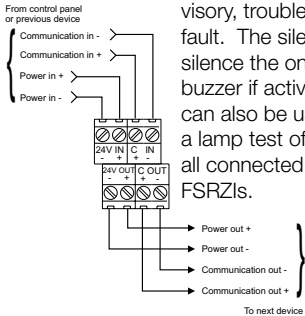 From control panel
or previous device
Communication in -
Communication in +
Power in +
Power in -
24V IN C IN
- + + -
24V OUT C OUT
- + + -
Power out +
Power out -
Communication out -
Communication out +
To next device
visory, trouble
fault. The sile
silence the on
buzzer if activ
can also be u
a lamp test of
all connected
FSRZIs.